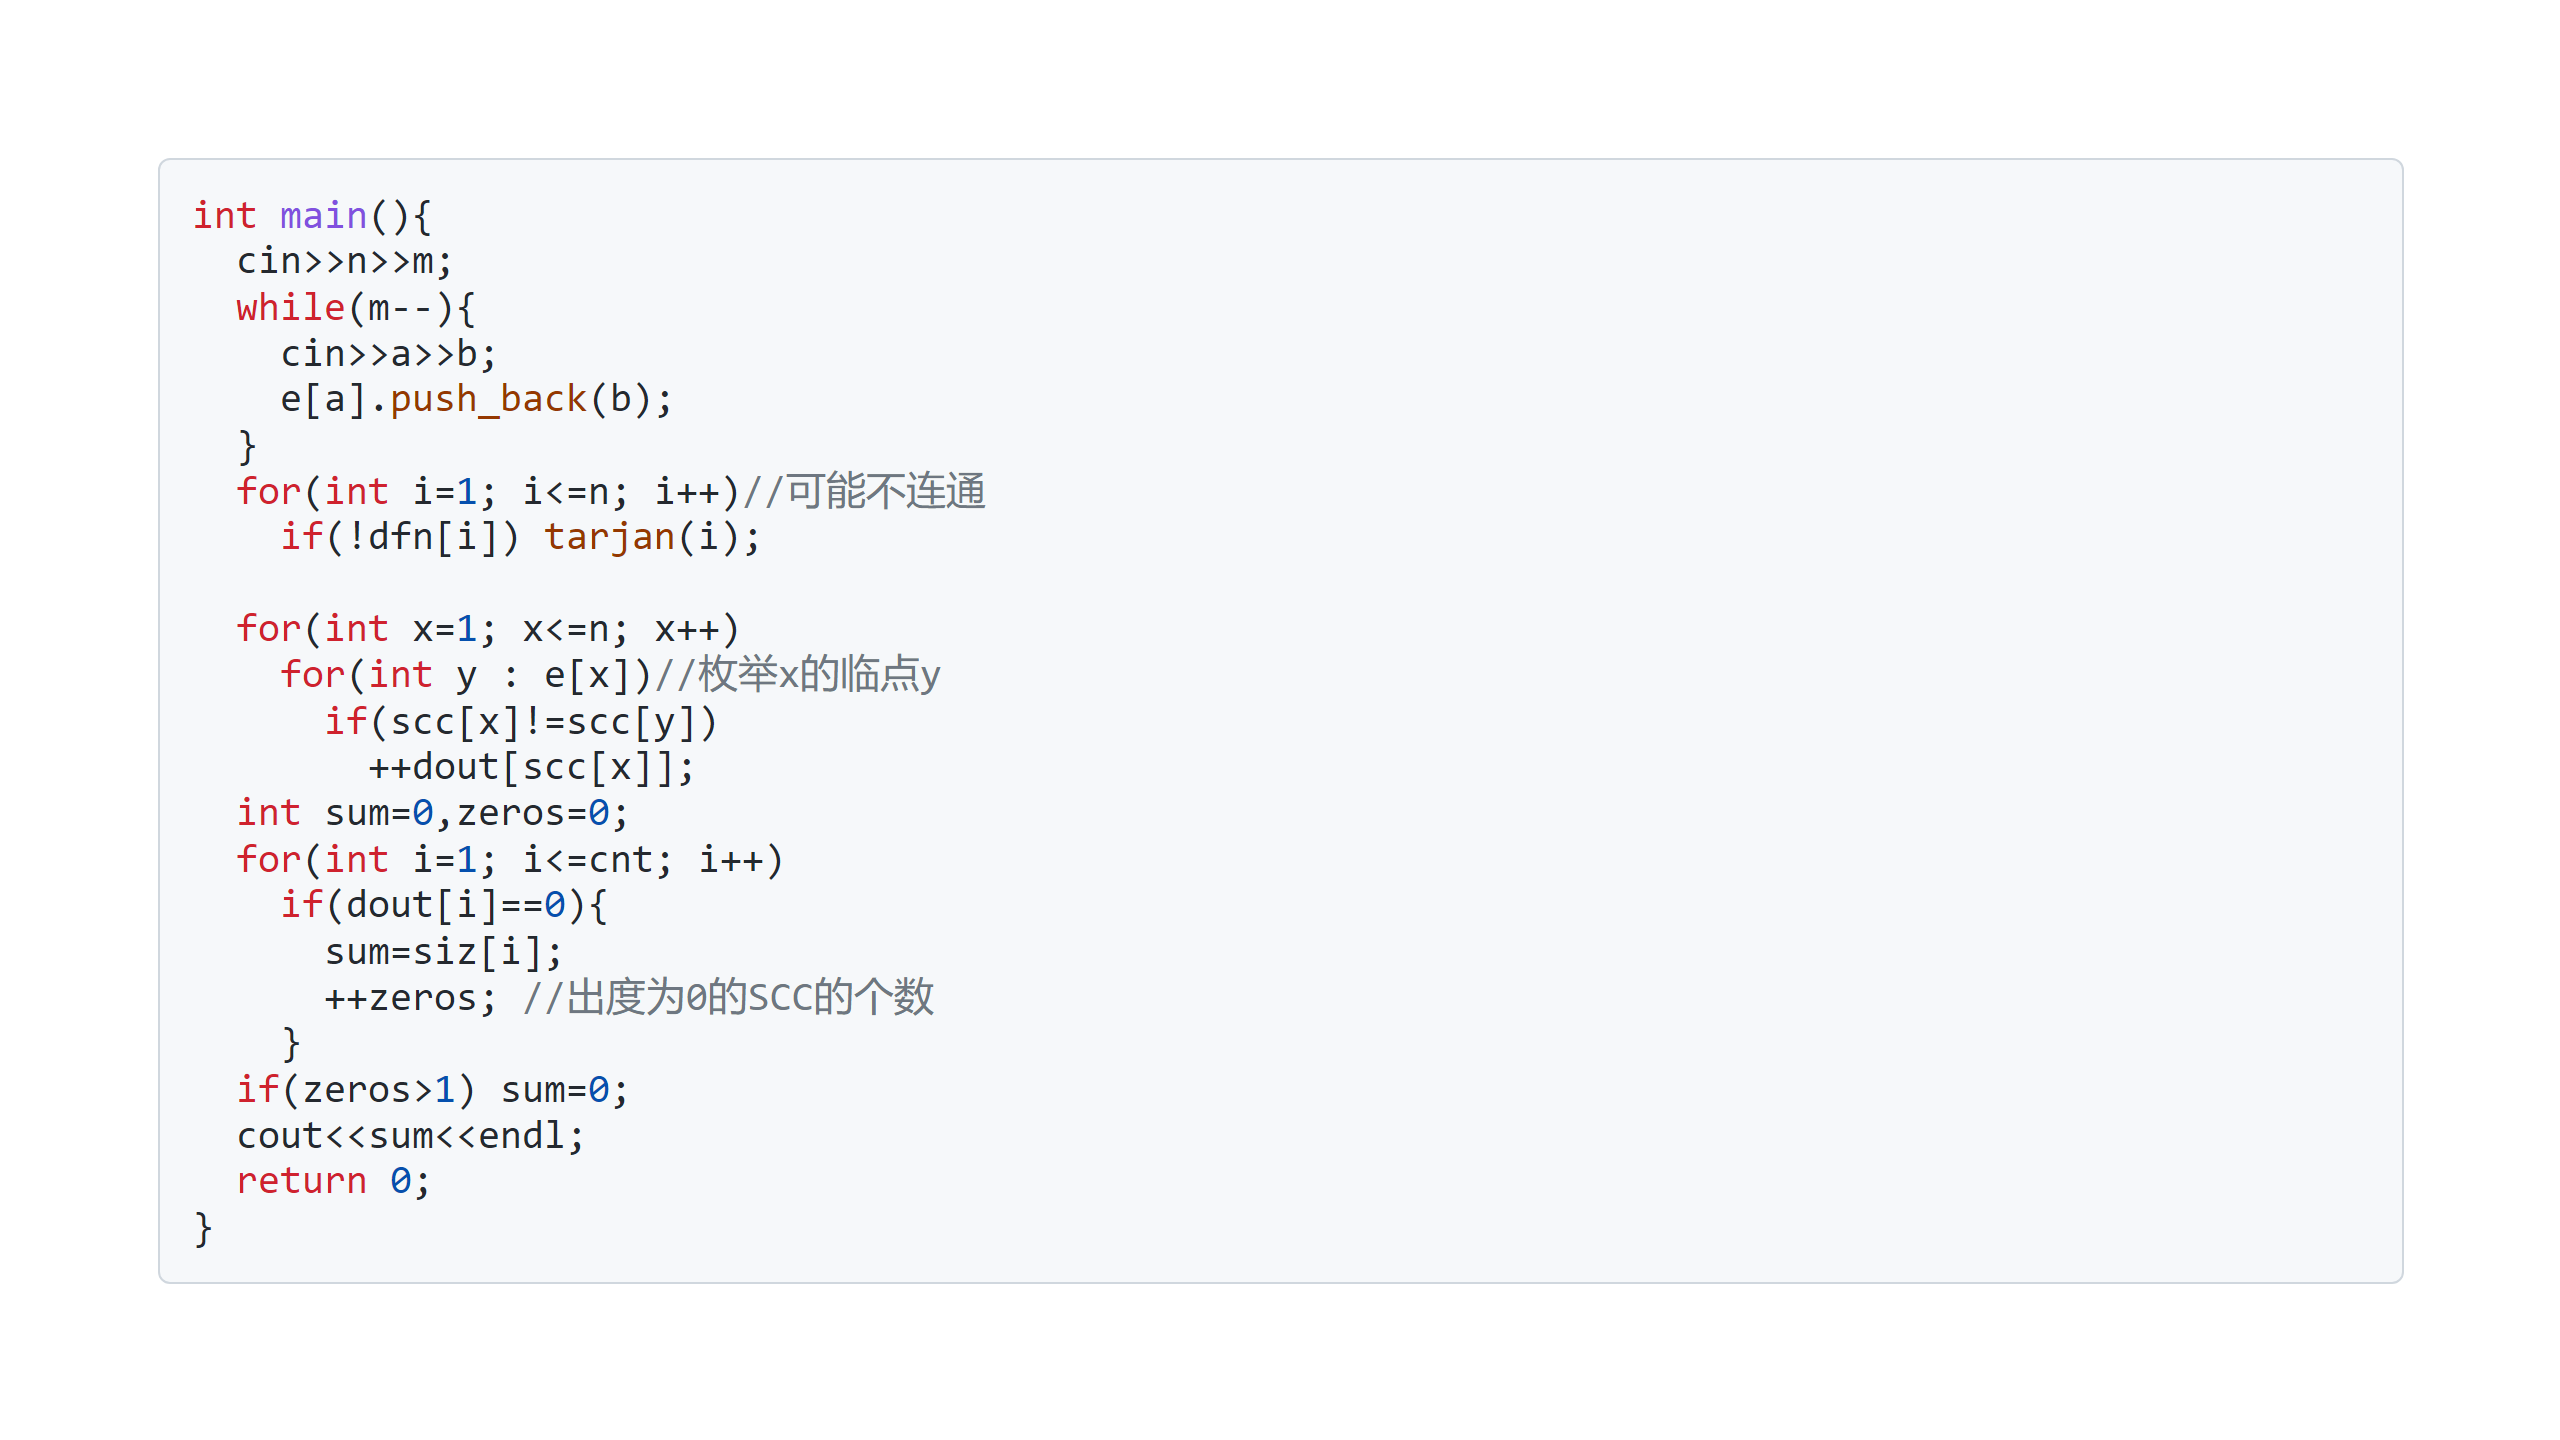 int main(){
  cin>>n>>m;
  while(m--){
    cin>>a>>b;
    e[a].push_back(b);
  }
  for(int i=1; i<=n; i++)//可能不连通
    if(!dfn[i]) tarjan(i);

  for(int x=1; x<=n; x++)
    for(int y : e[x])//枚举x的临点y
      if(scc[x]!=scc[y])
        ++dout[scc[x]];
  int sum=0,zeros=0;
  for(int i=1; i<=cnt; i++)
    if(dout[i]==0){
      sum=siz[i];
      ++zeros; //出度为0的SCC的个数
    }
  if(zeros>1) sum=0;
  cout<<sum<<endl;
  return 0;
}